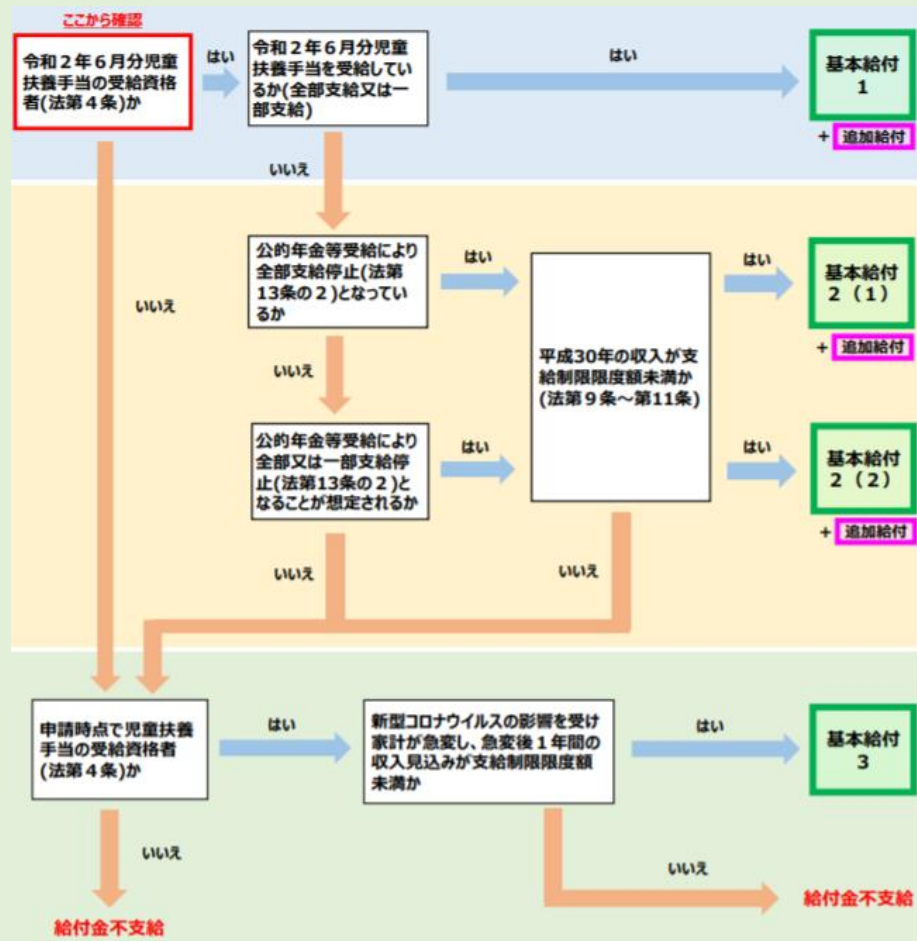 ここから確認
令和２年６月分児童
扶養手当の受給資格
者(法第４条)か
はい
令和２年６月分児童
扶養手当を受給してい
るか(全部支給又は一
部支給)
はい
基本給付
1
+ 追加給付
いいえ
いいえ
公的年金等受給により
全部支給停止(法第
13条の２)となってい
るか
はい
平成30年の収入が支
給制限限度額未満か
(法第９条～第11条)
はい
基本給付
２（１）
+ 追加給付
いいえ
公的年金等受給により
全部又は一部支給停
止(法第13条の２)と
なることが想定されるか
はい
はい
基本給付
２（２）
+ 追加給付
いいえ
いいえ
申請時点で児童扶養
手当の受給資格者
(法第４条)か
はい
新型コロナウイルスの影響を受け
家計が急変し、急変後１年間の
収入見込みが支給制限限度額
未満か
はい
基本給付
3
いいえ
給付金不支給
いいえ
給付金不支給